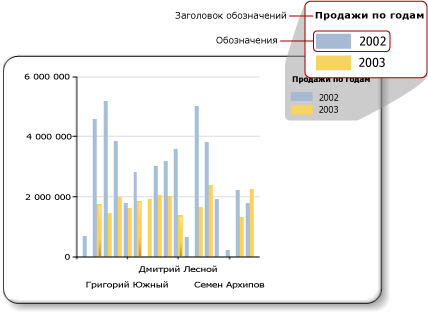 Заголовок обозначений
Продажи по годам
Обозначения
2002
2003
Продажи по годам
2002
2003
6 000 000
4 000 000
2 000 000
0
Дмитрий Лесной
Григорий Южный
Семен Архипов